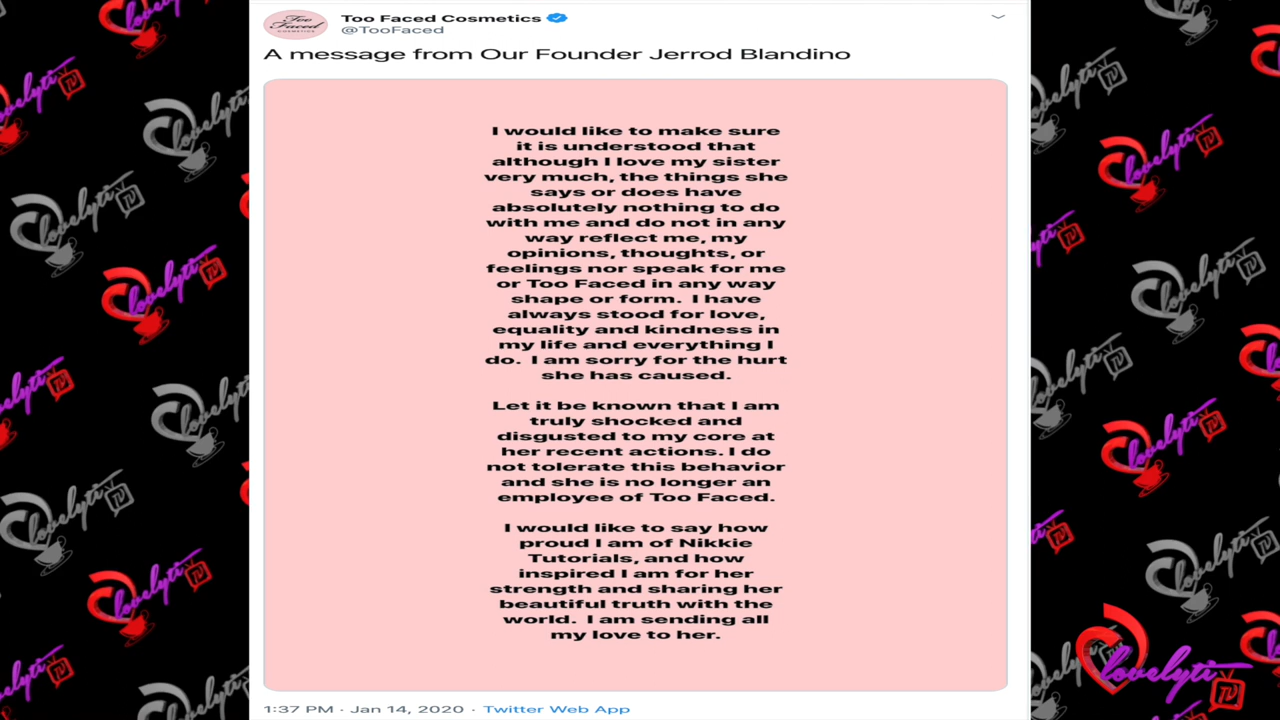 Too Faced Cosmetics
@TooFaced
Too
Faced
COSMETICS
A message from Our Founder Jerrod Blandino
I would like to make sure
it is understood that
although I love my sister
very much, the things she
says or does have
absolutely nothing to do
with me and do not in any
way reflect me, my
opinions, thoughts, or
feelings nor speak for me
or Too Faced in any way
shape or form. I have
always stood for love,
equality and kindness in
my life and everything I
do. I am sorry for the hurt
she has caused.
Let it be known that I am
truly shocked and
disgusted to my core at
her recent actions. I do
not tolerate this behavior
and she is no longer an
employee of Too Faced.
I would like to say how
proud I am of Nikkie
Tutorials, and how
inspired I am for her
strength and sharing her
beautiful truth with the
world. I am sending all
my love to her.
1:37 PM · Jan 14, 2020 · Twitter Web App
lovelyti TV